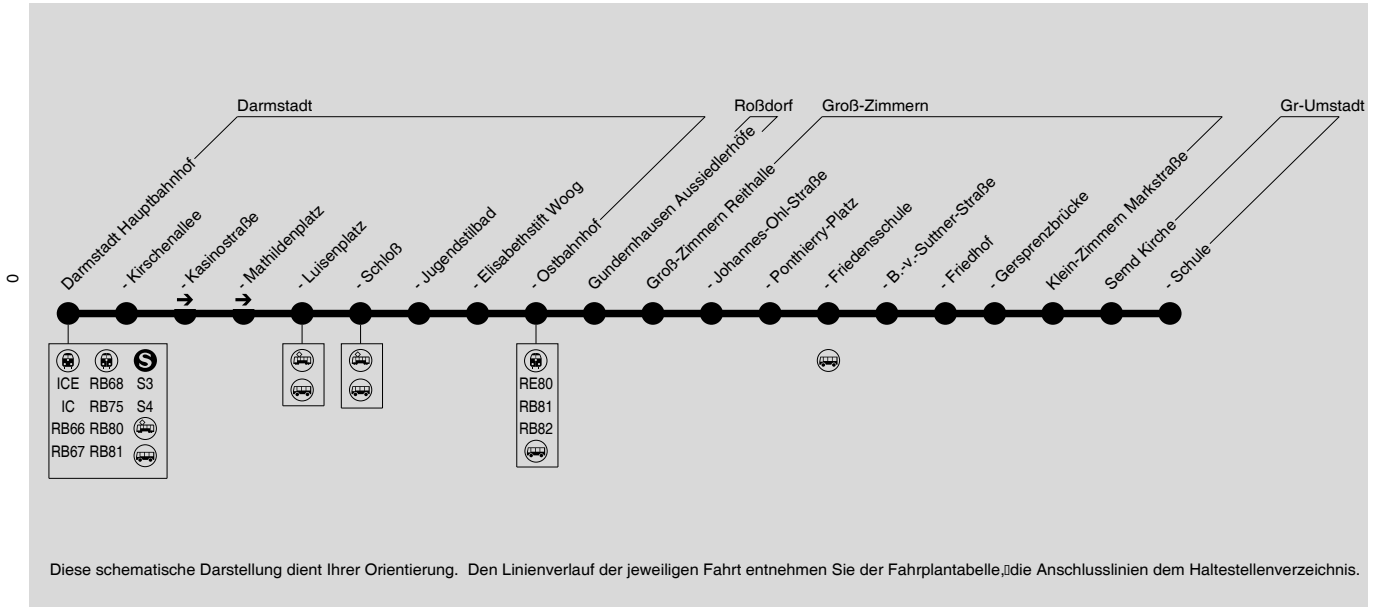 Darmstadt
Roßdorf
Groß-Zimmern
Gr-Umstadt
Darmstadt Hauptbahnhof
- Kirschenallee
- Kasinostraße
- Mathildenplatz
- Luisenplatz
- Schloß
- Jugendstilbad
- Elisabethstift Woog
- Ostbahnhof
Gundernhausen Aussiedlerhöfe
Groß-Zimmern Reithalle
- Johannes-Ohl-Straße
- Ponthierry-Platz
- Friedensschule
- B.-v.-Suttner-Straße
- Friedhof
- Gersprenzbrücke
Klein-Zimmern Markstraße
Semd Kirche
- Schule
0
S
ICE RB68 S3
IC RB75 S4
RB66 RB80
RB67 RB81
RE80
RB81
RB82
Diese schematische Darstellung dient Ihrer Orientierung. Den Linienverlauf der jeweiligen Fahrt entnehmen Sie der Fahrplantabelle,▯die Anschlusslinien dem Haltestellenverzeichnis.